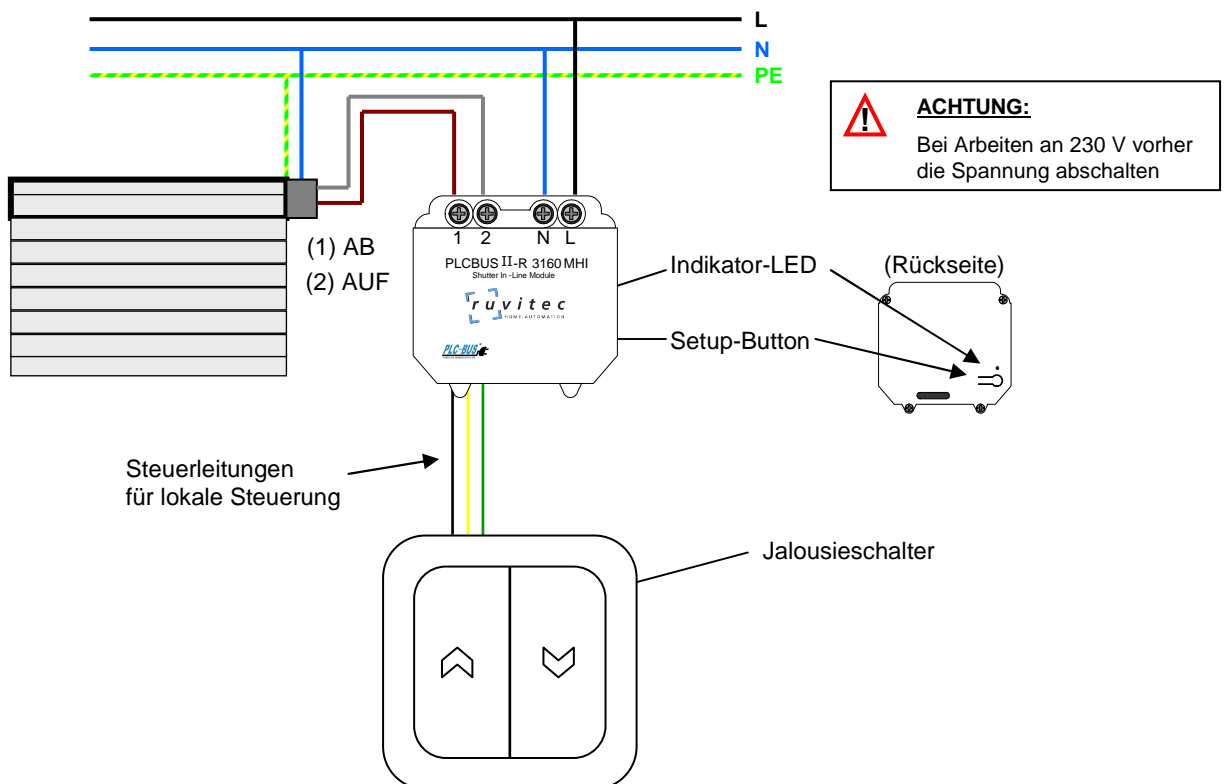 L
N
PE
ACHTUNG:
Bei Arbeiten an 230 V vorher
die Spannung abschalten
(1) AB
(2) AUF
1 2 N L
PLCBUS II-R 3160 MHI
Shutter In -Line Module
ruvitec
HOME-AUTOMATION
PLC-BUS
Indikator-LED
(Rückseite)
Setup-Button
Steuerleitungen
für lokale Steuerung
Jalousieschalter